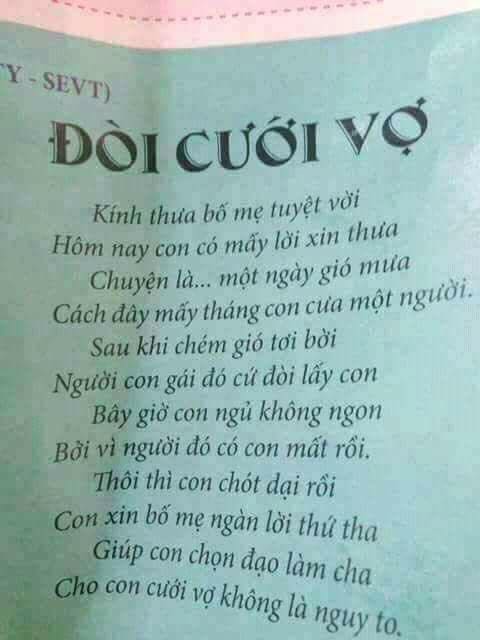 TY - SEVT)
ĐÒI CƯỚI VỢ
Kính thưa bố mẹ tuyệt vời
Hôm nay con có mấy lời xin thưa
Chuyện là... một ngày gió mưa
Cách đây mấy tháng con cưa một người.
Sau khi chém gió tơi bời
Người con gái đó cứ đòi lấy con
Bây giờ con ngủ không ngon
Bởi vì người đó có con mất rồi.
Thôi thì con chót dại rồi
Con xin bố mẹ ngàn lời thứ tha
Giúp con chọn đạo làm cha
Cho con cưới vợ không là nguy to.